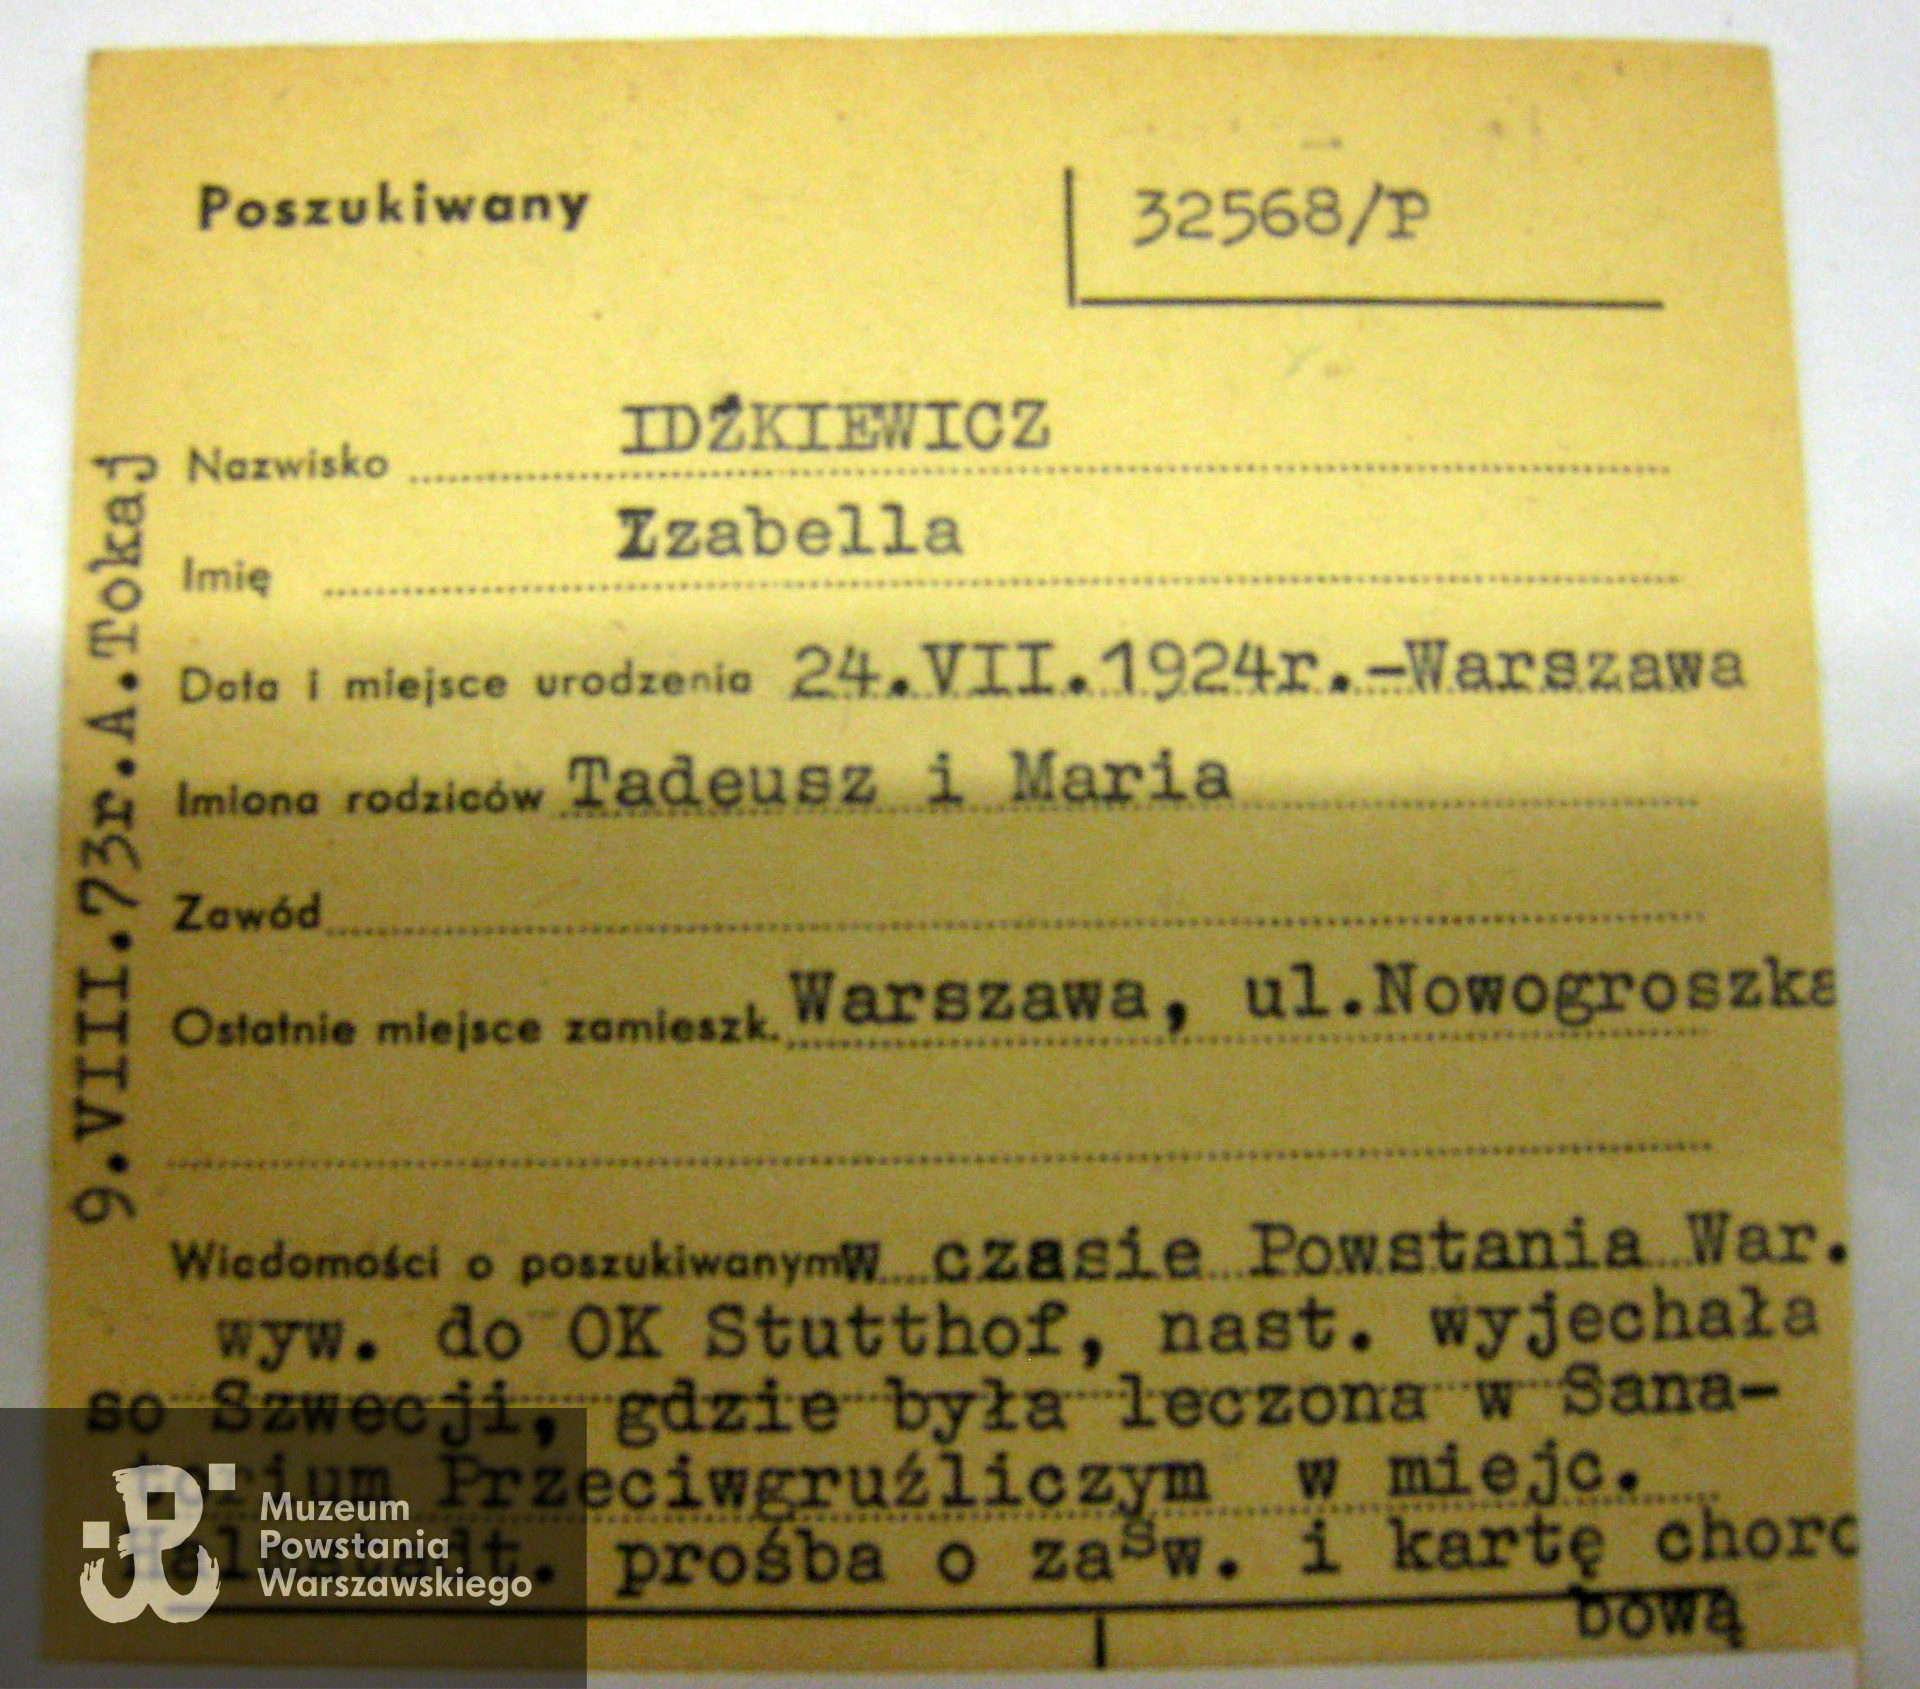 Poszukiwany
32568/P
Nazwisko IDŹKIEWICZ
Imię Izabella
Data i miejsce urodzenia 24.VII.1924r.-Warszawa
Imiona rodziców Tadeusz i Maria
Zawód
Ostatnie miejsce zamieszk. Warszawa, ul.Nowogroszka
Wiadomości o poszukiwanym w czasie Powstania War.
wyw. do OK Stutthof, nast. wyjechała
so Szwecji, gdzie była leczona w Sana-
torium Przeciwgruźliczym w miejc.
prośba o zaSw. i kartę choro
bową
9.VIII.73r.A.Tokaj
Muzeum
Powstania
Warszawskiego